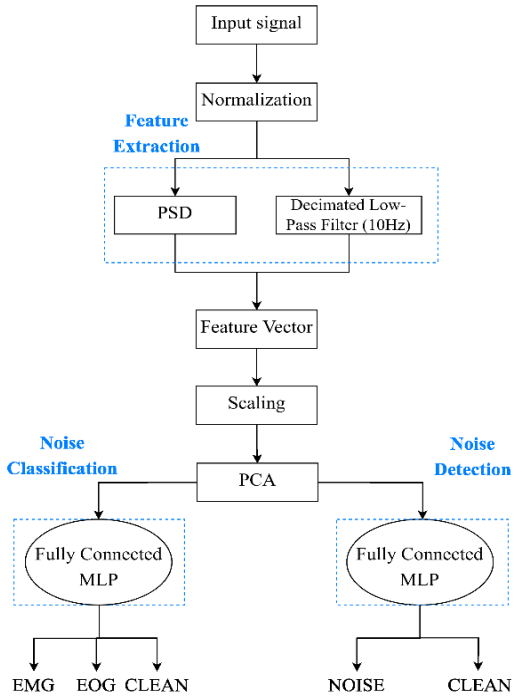 Input signal
Normalization
Feature
Extraction
PSD
Decimated Low-
Pass Filter (10Hz)
Feature Vector
Scaling
Noise
Classification
PCA
Noise
Detection
Fully Connected
MLP
Fully Connected
MLP
EMG EOG CLEAN
NOISE CLEAN